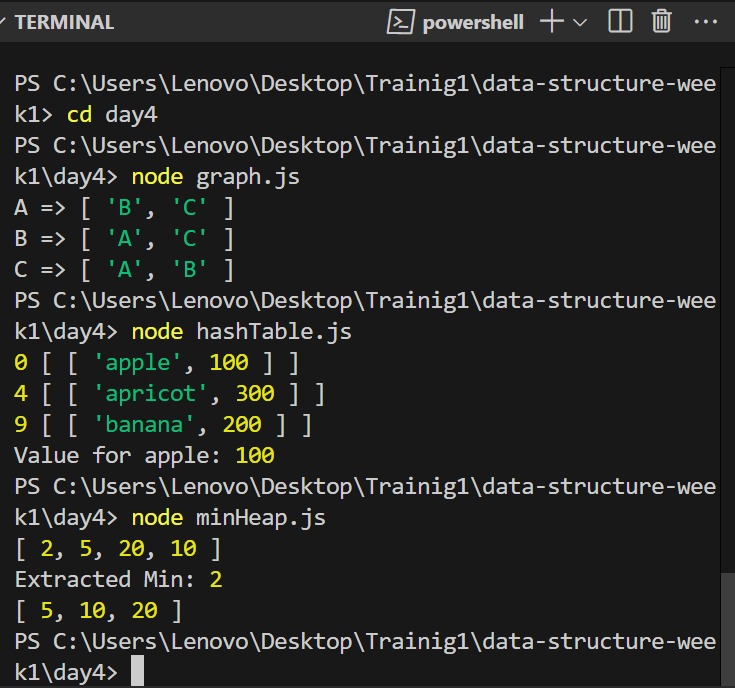 TERMINAL powershell
PS C:\Users\Lenovo\Desktop\Trainig1\data-structure-wee
k1> cd day4
PS C:\Users\Lenovo\Desktop\Trainig1\data-structure-wee
k1\day4> node graph.js
A => [ 'B', 'C' ]
B => [ 'A', 'C' ]
C => [ 'A', 'B' ]
PS C:\Users\Lenovo\Desktop\Trainig1\data-structure-wee
k1\day4> node hashTable.js
0 [ [ 'apple', 100 ] ]
4 [ [ 'apricot', 300 ] ]
9 [ [ 'banana', 200 ] ]
Value for apple: 100
PS C:\Users\Lenovo\Desktop\Trainig1\data-structure-wee
k1\day4> node minHeap.js
[ 2, 5, 20, 10 ]
Extracted Min: 2
[ 5, 10, 20 ]
PS C:\Users\Lenovo\Desktop\Trainig1\data-structure-wee
k1\day4>